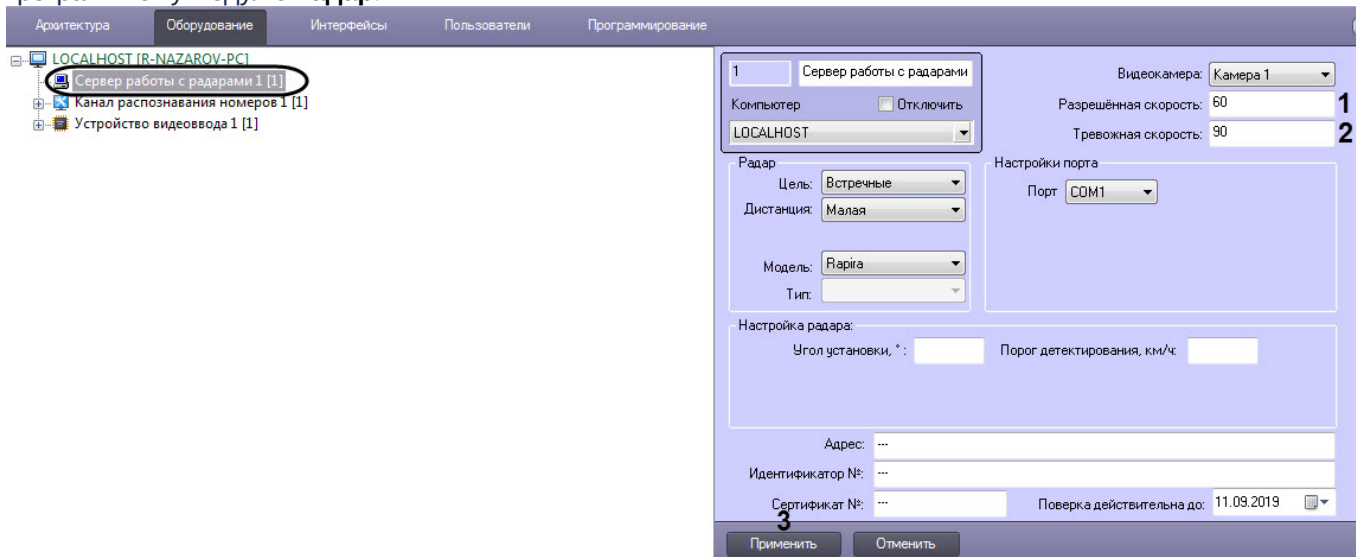 Архитектура Оборудование Интерфейсы Пользователи Программирование
LOCALHOST [R-NAZAROV-PC]
Сервер работы с радарами 1 [1]
Канал распознавания номеров 1 [1]
Устройство видеоввода 1 [1]
1 Сервер работы с радарами
Компьютер Отключить
LOCALHOST
Видеокамера: Камера 1
Разрешённая скорость: 60 1
Тревожная скорость: 90 2
Радар
Цель: Встречные
Дистанция: Малая
Модель: Rapira
Тип:
Настройки порта
Порт COM1
Настройка радара:
Угол установки, ° : Порог детектирования, км/ч:
Адрес: ---
Идентификатор №: ---
Сертификат №: --- Поверка действительна до: 11.09.2019
3
Применить Отменить